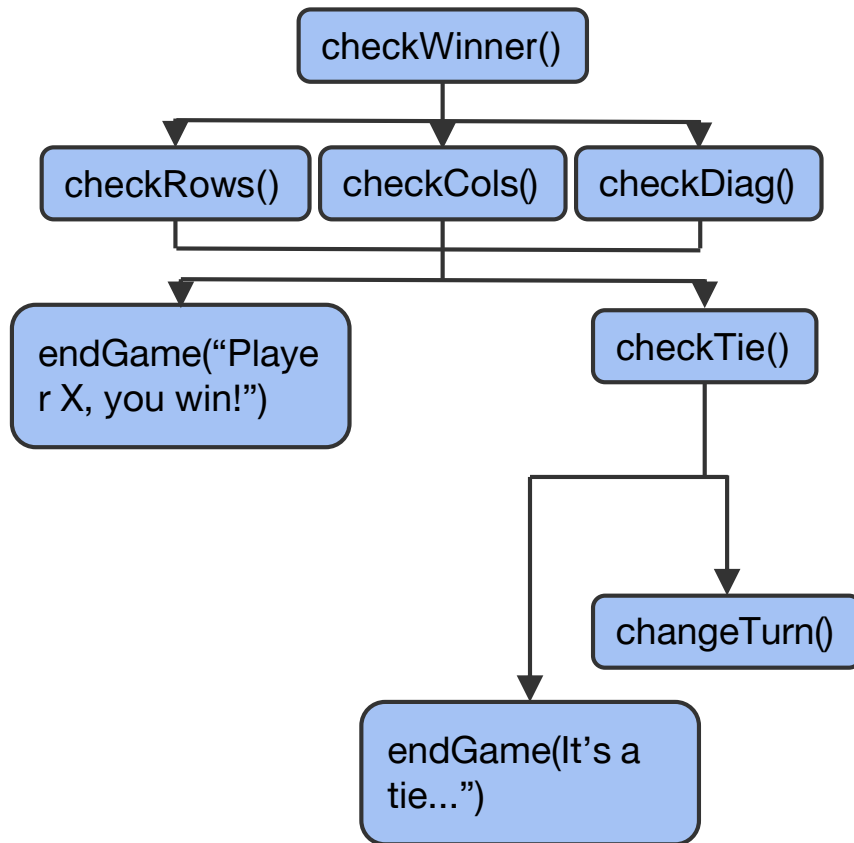 checkWinner()
checkRows()
checkCols()
checkDiag()
endGame(“Playe
r X, you win!”)
checkTie()
changeTurn()
endGame(It’s a
tie...”)